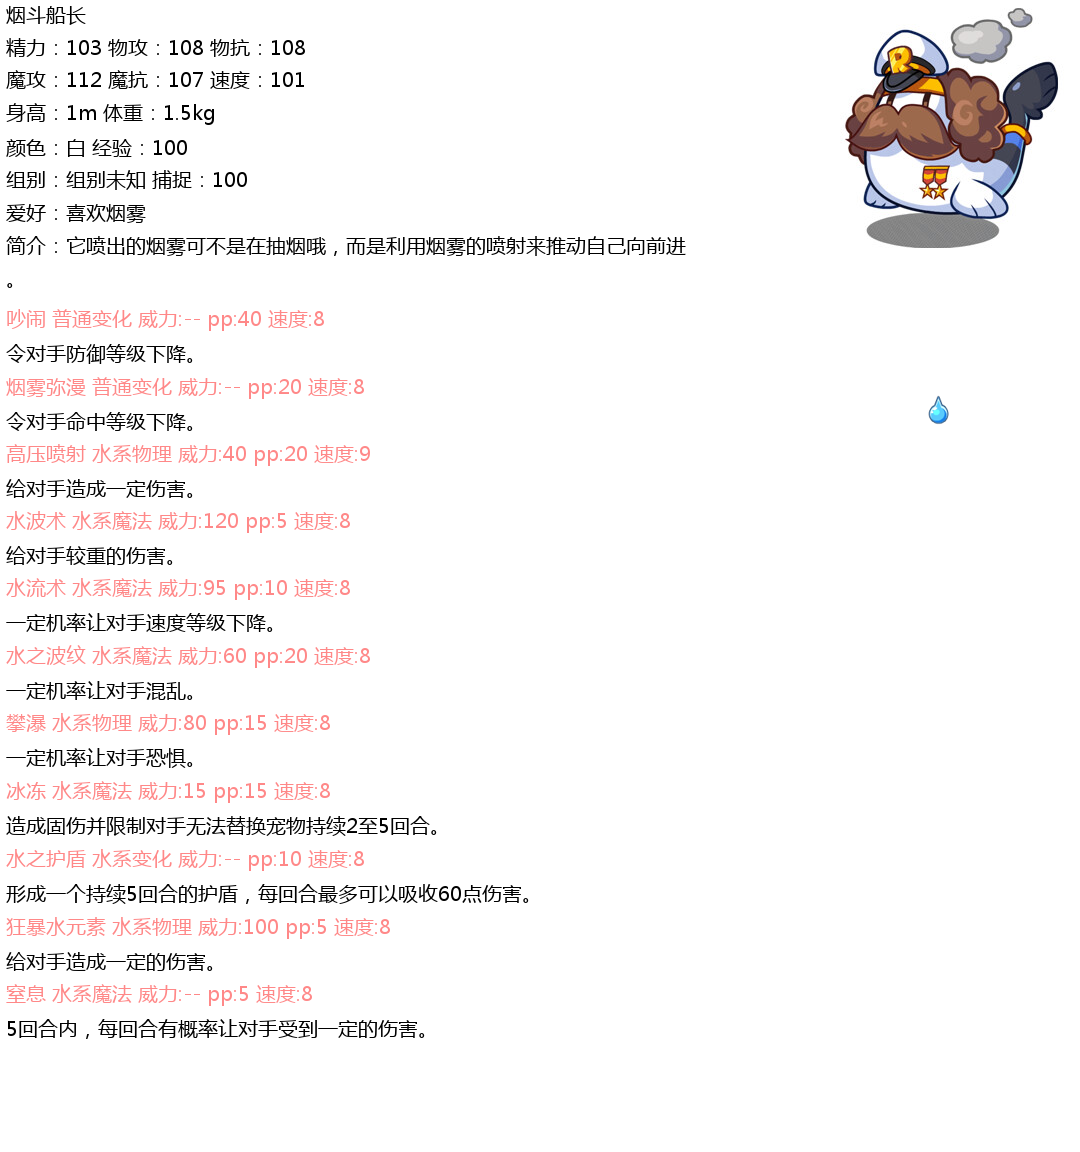 烟斗船长
精力：103 物攻：108 物抗：108
魔攻：112 魔抗：107 速度：101
身高：1m 体重：1.5kg
颜色：白 经验：100
组别：组别未知 捕捉：100
爱好：喜欢烟雾
简介：它喷出的烟雾可不是在抽烟哦，而是利用烟雾的喷射来推动自己向前进
。
吵闹 普通变化 威力:-- pp:40 速度:8
令对手防御等级下降。
烟雾弥漫 普通变化 威力:-- pp:20 速度:8
令对手命中等级下降。
高压喷射 水系物理 威力:40 pp:20 速度:9
给对手造成一定伤害。
水波术 水系魔法 威力:120 pp:5 速度:8
给对手较重的伤害。
水流术 水系魔法 威力:95 pp:10 速度:8
一定机率让对手速度等级下降。
水之波纹 水系魔法 威力:60 pp:20 速度:8
一定机率让对手混乱。
攀瀑 水系物理 威力:80 pp:15 速度:8
一定机率让对手恐惧。
冰冻 水系魔法 威力:15 pp:15 速度:8
造成固伤并限制对手无法替换宠物持续2至5回合。
水之护盾 水系变化 威力:-- pp:10 速度:8
形成一个持续5回合的护盾，每回合最多可以吸收60点伤害。
狂暴水元素 水系物理 威力:100 pp:5 速度:8
给对手造成一定的伤害。
窒息 水系魔法 威力:-- pp:5 速度:8
5回合内，每回合有概率让对手受到一定的伤害。
R